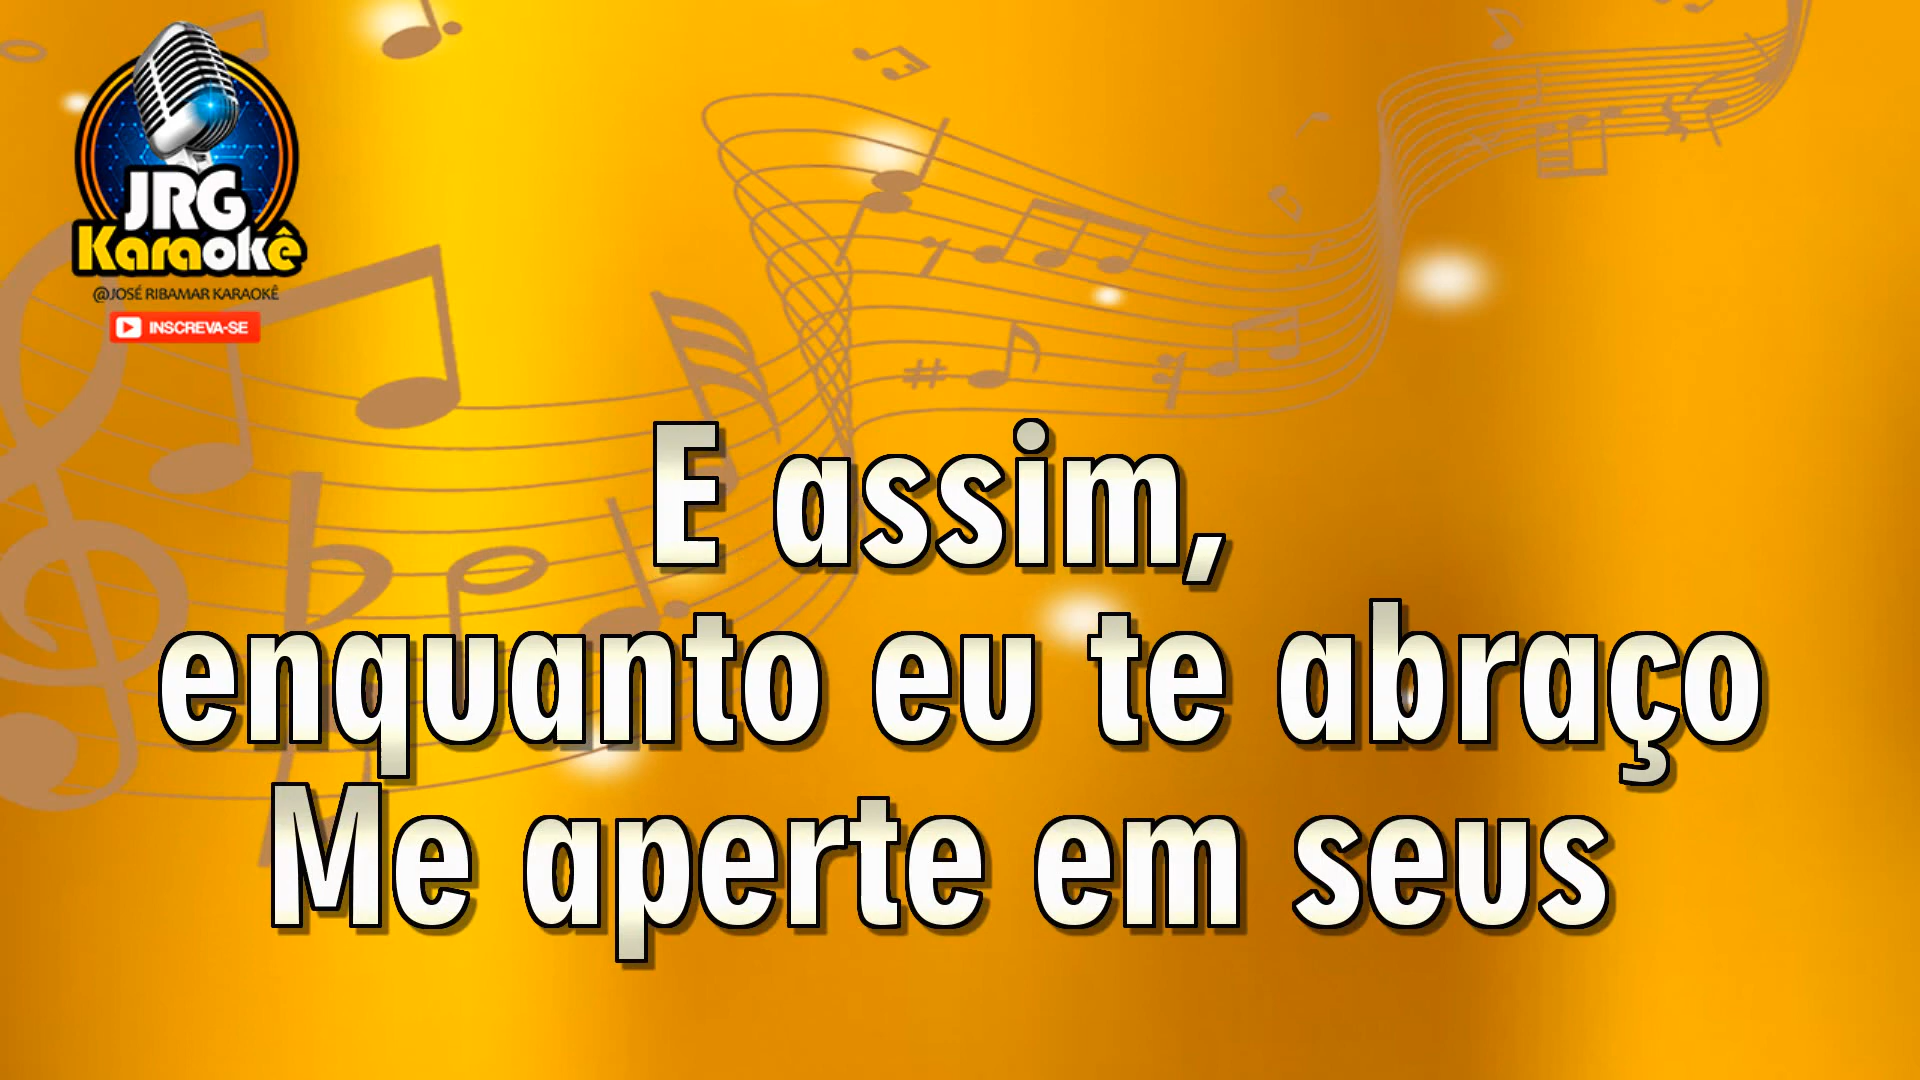 JRG
Karaokê
@JOSÉ RIBAMAR KARAOKÊ
INSCREVA-SE
E assim,
enquanto eu te abraço
Me aperte em seus